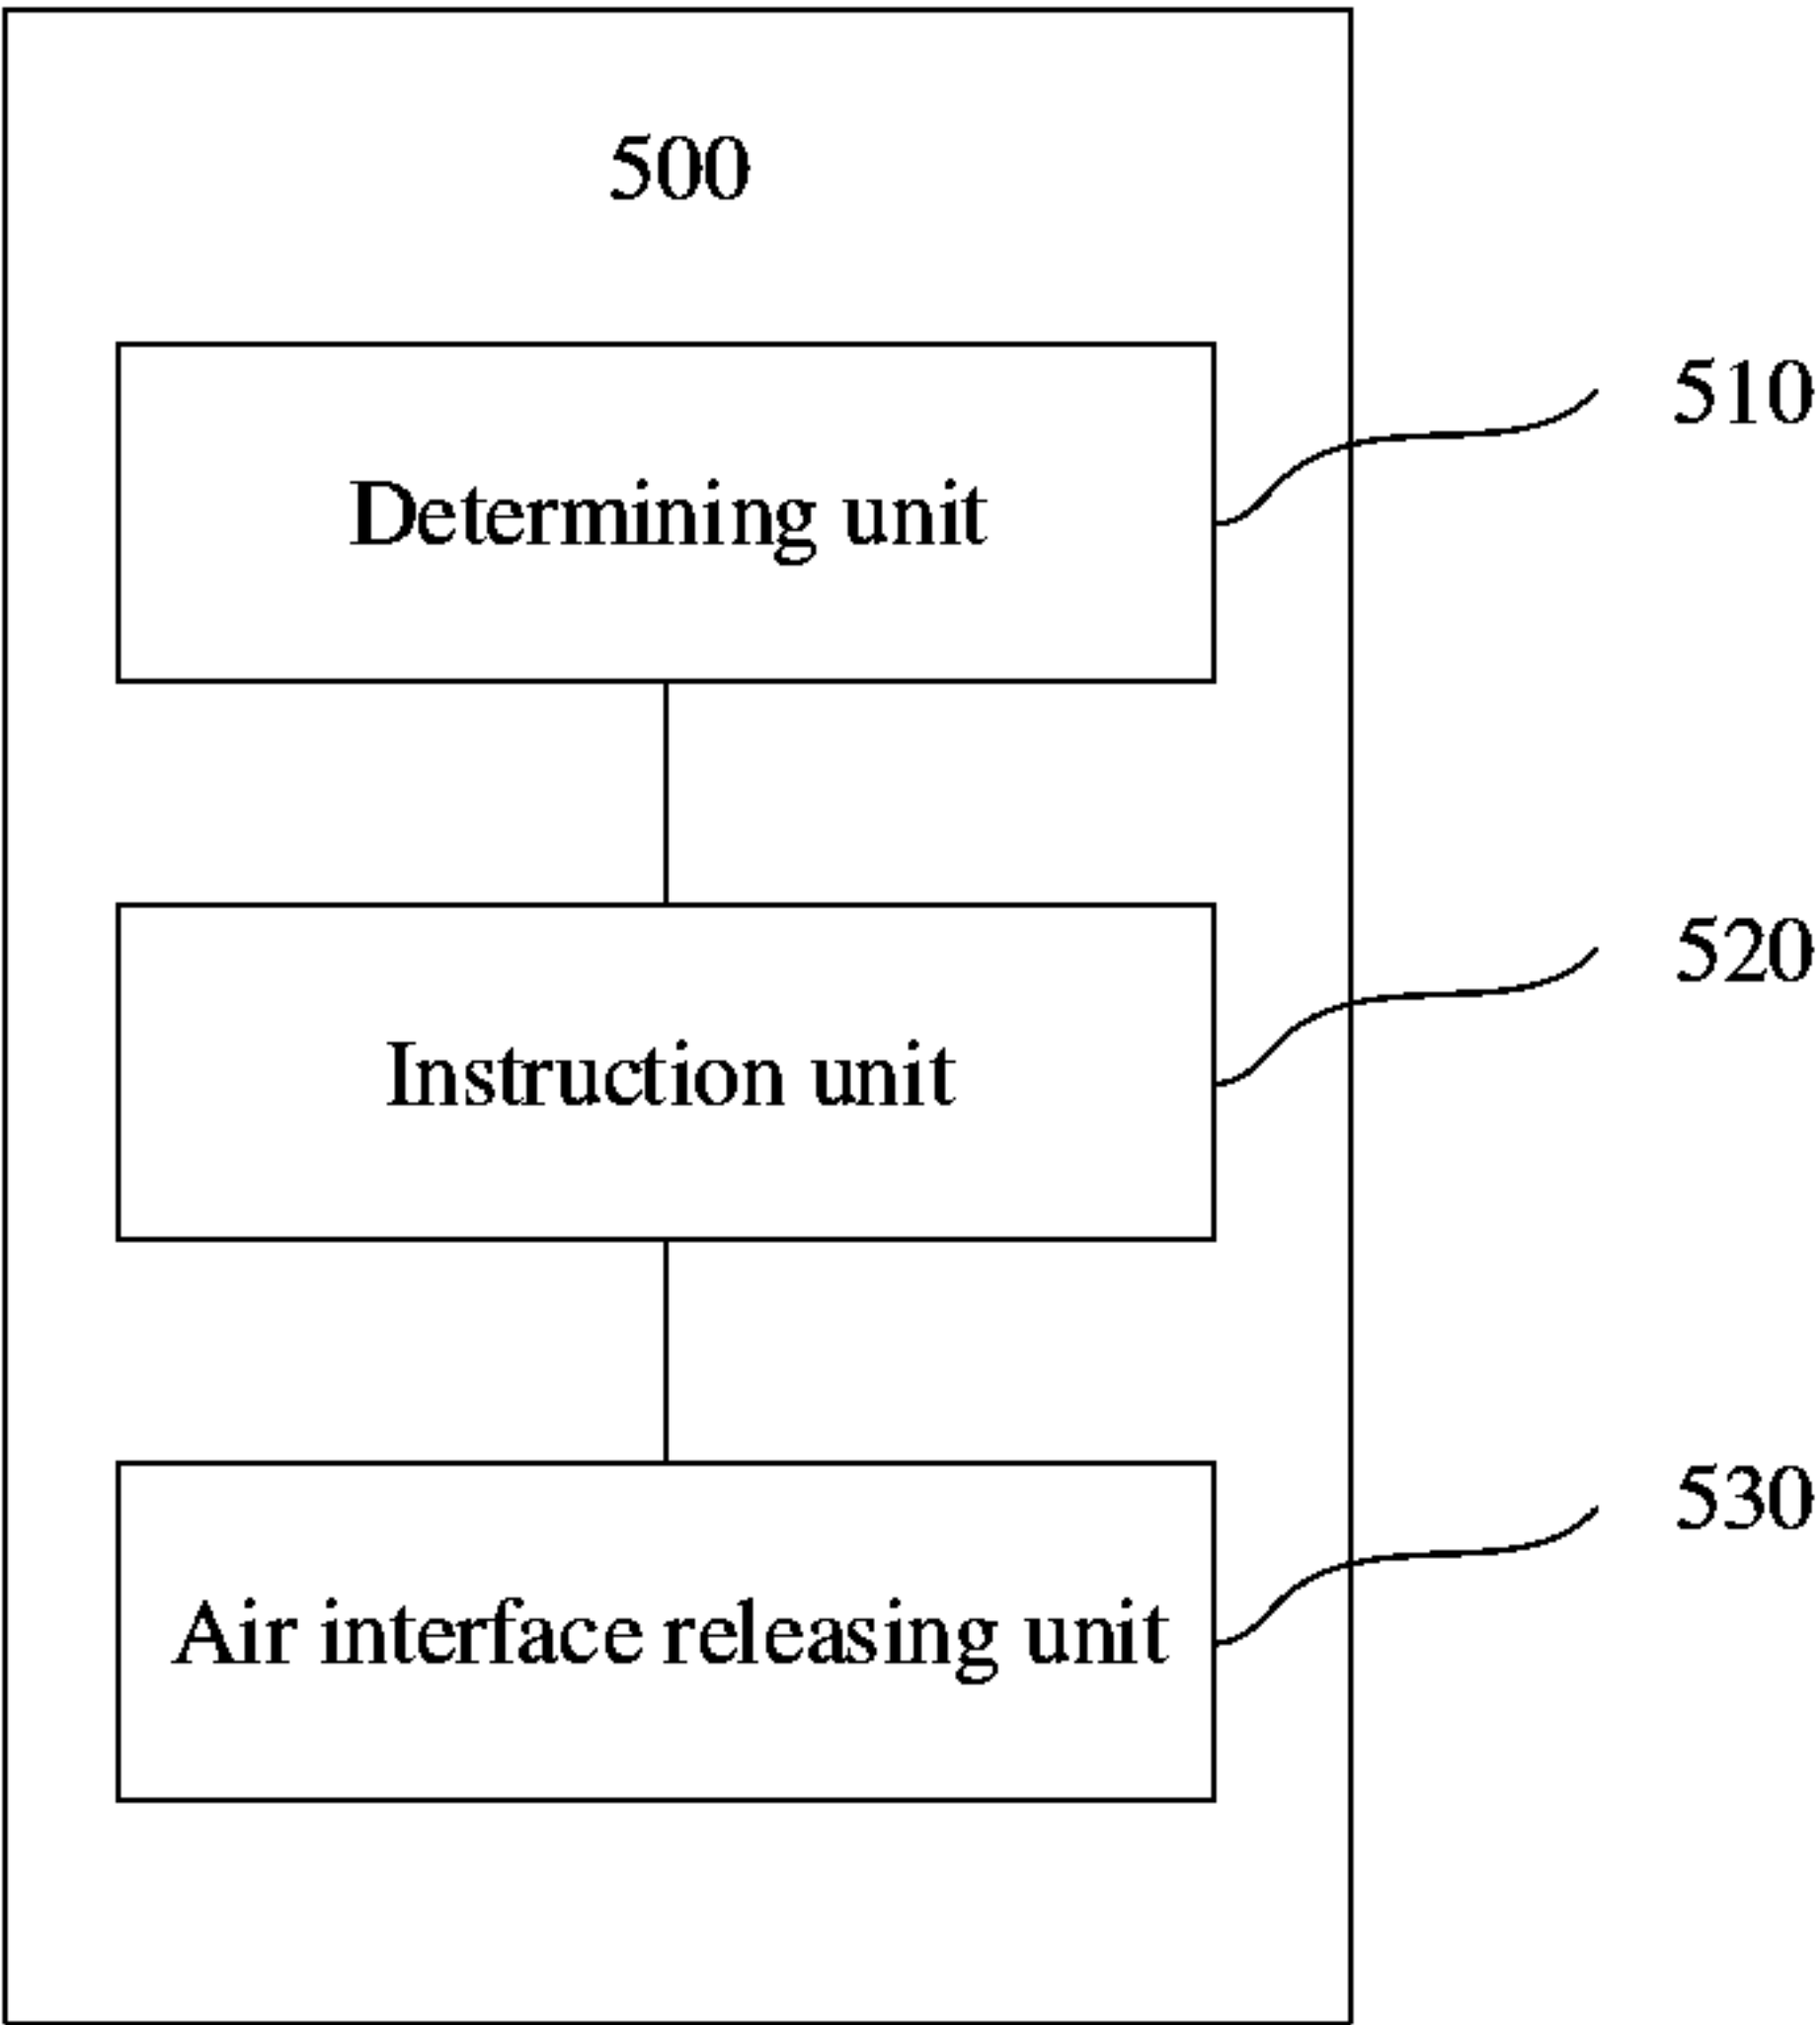 500
510
Determining unit
520
Instruction unit
530
Air interface releasing unit